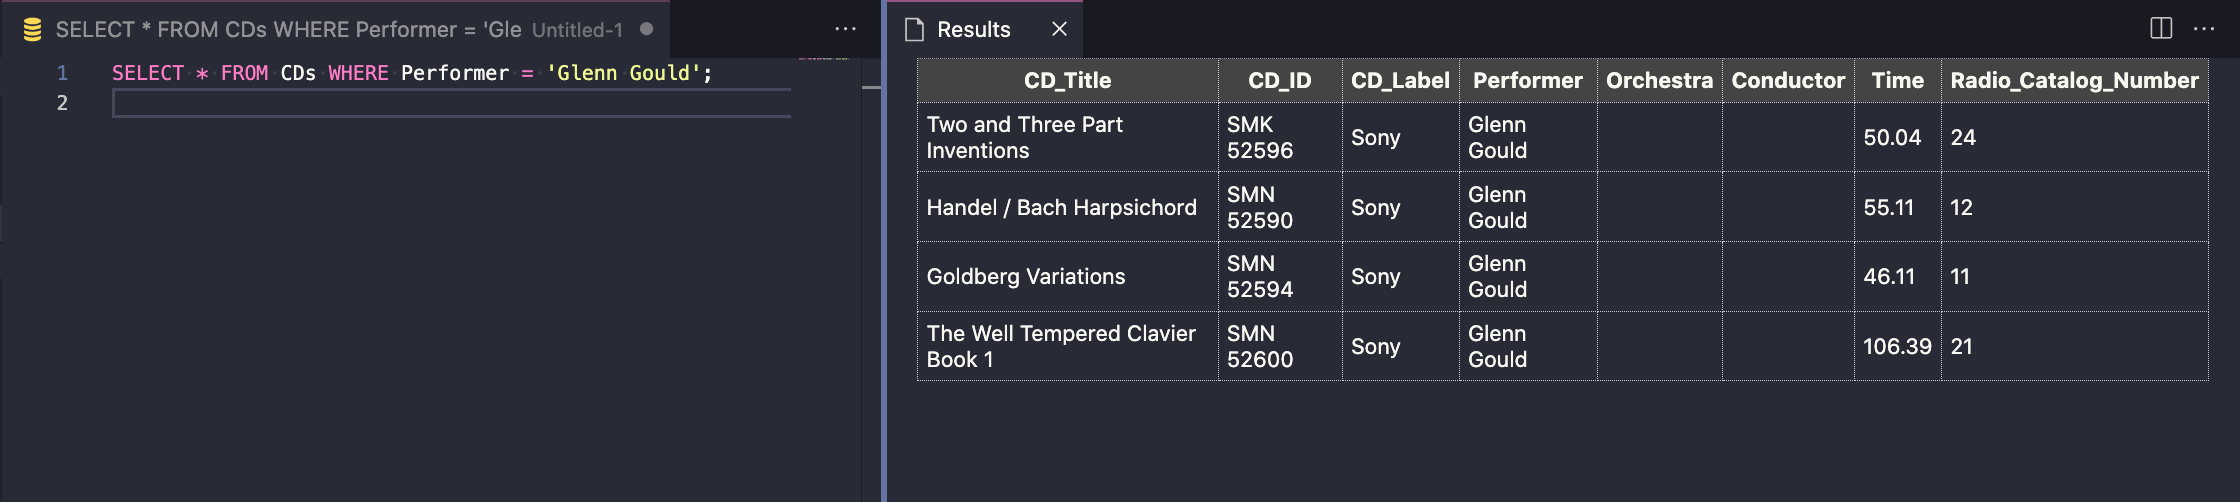 SELECT * FROM CDs WHERE Performer = 'Gle Untitled-1
1 SELECT * FROM CDs WHERE Performer = 'Glenn Gould';
2
Results
CD_Title CD_ID CD_Label Performer Orchestra Conductor Time Radio_Catalog_Number
Two and Three Part Inventions SMK 52596 Sony Glenn Gould 50.04 24
Handel / Bach Harpsichord SMN 52590 Sony Glenn Gould 55.11 12
Goldberg Variations SMN 52594 Sony Glenn Gould 46.11 11
The Well Tempered Clavier Book 1 SMN 52600 Sony Glenn Gould 106.39 21